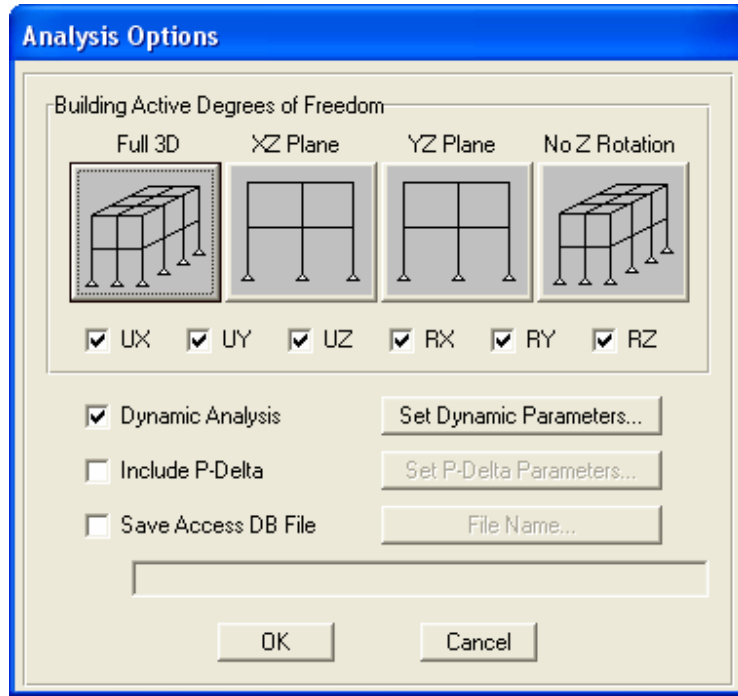 Analysis Options
Building Active Degrees of Freedom
Full 3D XZ Plane YZ Plane No Z Rotation
UX UY UZ RX RY RZ
Dynamic Analysis Set Dynamic Parameters...
Include P-Delta Set P-Delta Parameters...
Save Access DB File File Name...
OK Cancel